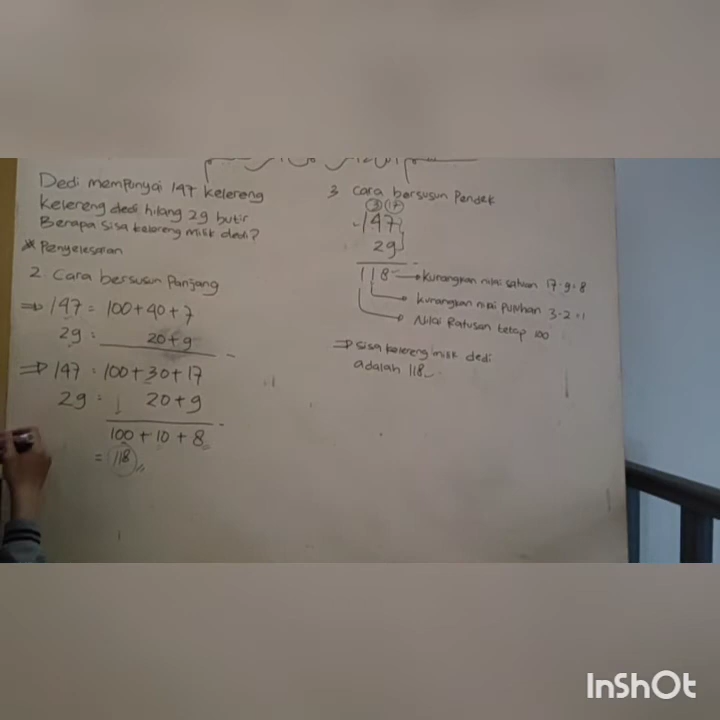 Dedi mempunyai 147 kelereng
kelereng dedi hilang 29 butir
Berapa sisa kelereng milik dedi?
* Penyelesaian
2. Cara bersusun Panjang
⇒ 147 = 100+40+7
29 = 20+9 -
⇒ 147 = 100+30+17
29 = 20+9 -
100+10+8
= 118
3 Cara bersusun Pendek
3 17
147
29 -
118 → kurangkan nilai satuan 17-9=8
→ kurangkan nilai Puluhan 3-2=1
→ Nilai Ratusan tetap 100
⇒ sisa kelereng milik dedi
adalah 118
InShOt